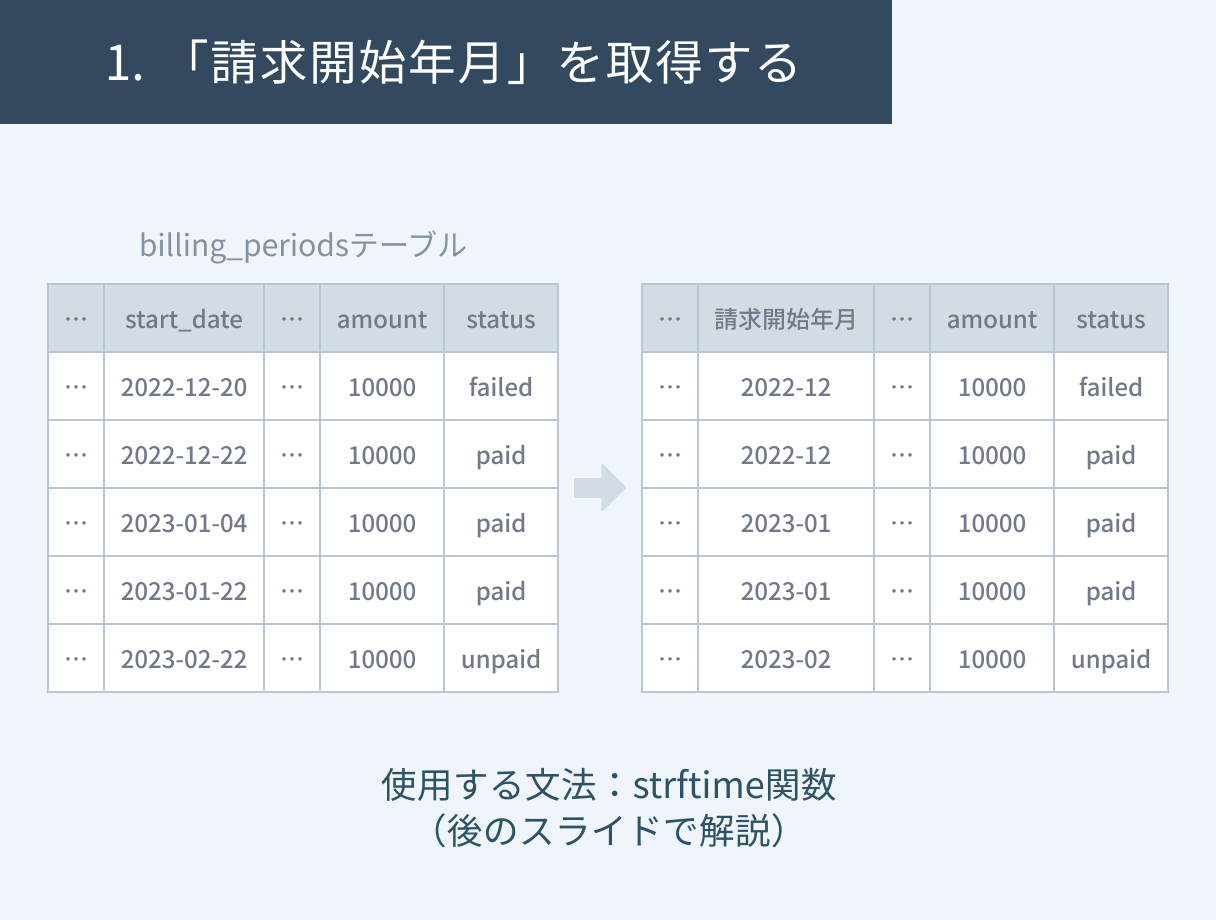 1. 「請求開始年月」を取得する
billing_periodsテーブル
… start_date … amount status
… 2022-12-20 … 10000 failed
… 2022-12-22 … 10000 paid
… 2023-01-04 … 10000 paid
… 2023-01-22 … 10000 paid
… 2023-02-22 … 10000 unpaid
… 請求開始年月 … amount status
… 2022-12 … 10000 failed
… 2022-12 … 10000 paid
… 2023-01 … 10000 paid
… 2023-01 … 10000 paid
… 2023-02 … 10000 unpaid
使用する文法：strftime関数
（後のスライドで解説）